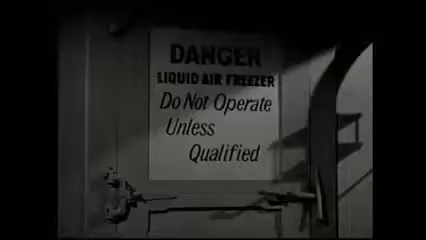 DANGER
LIQUID AIR FREEZER
Do Not Operate
Unless
Qualified